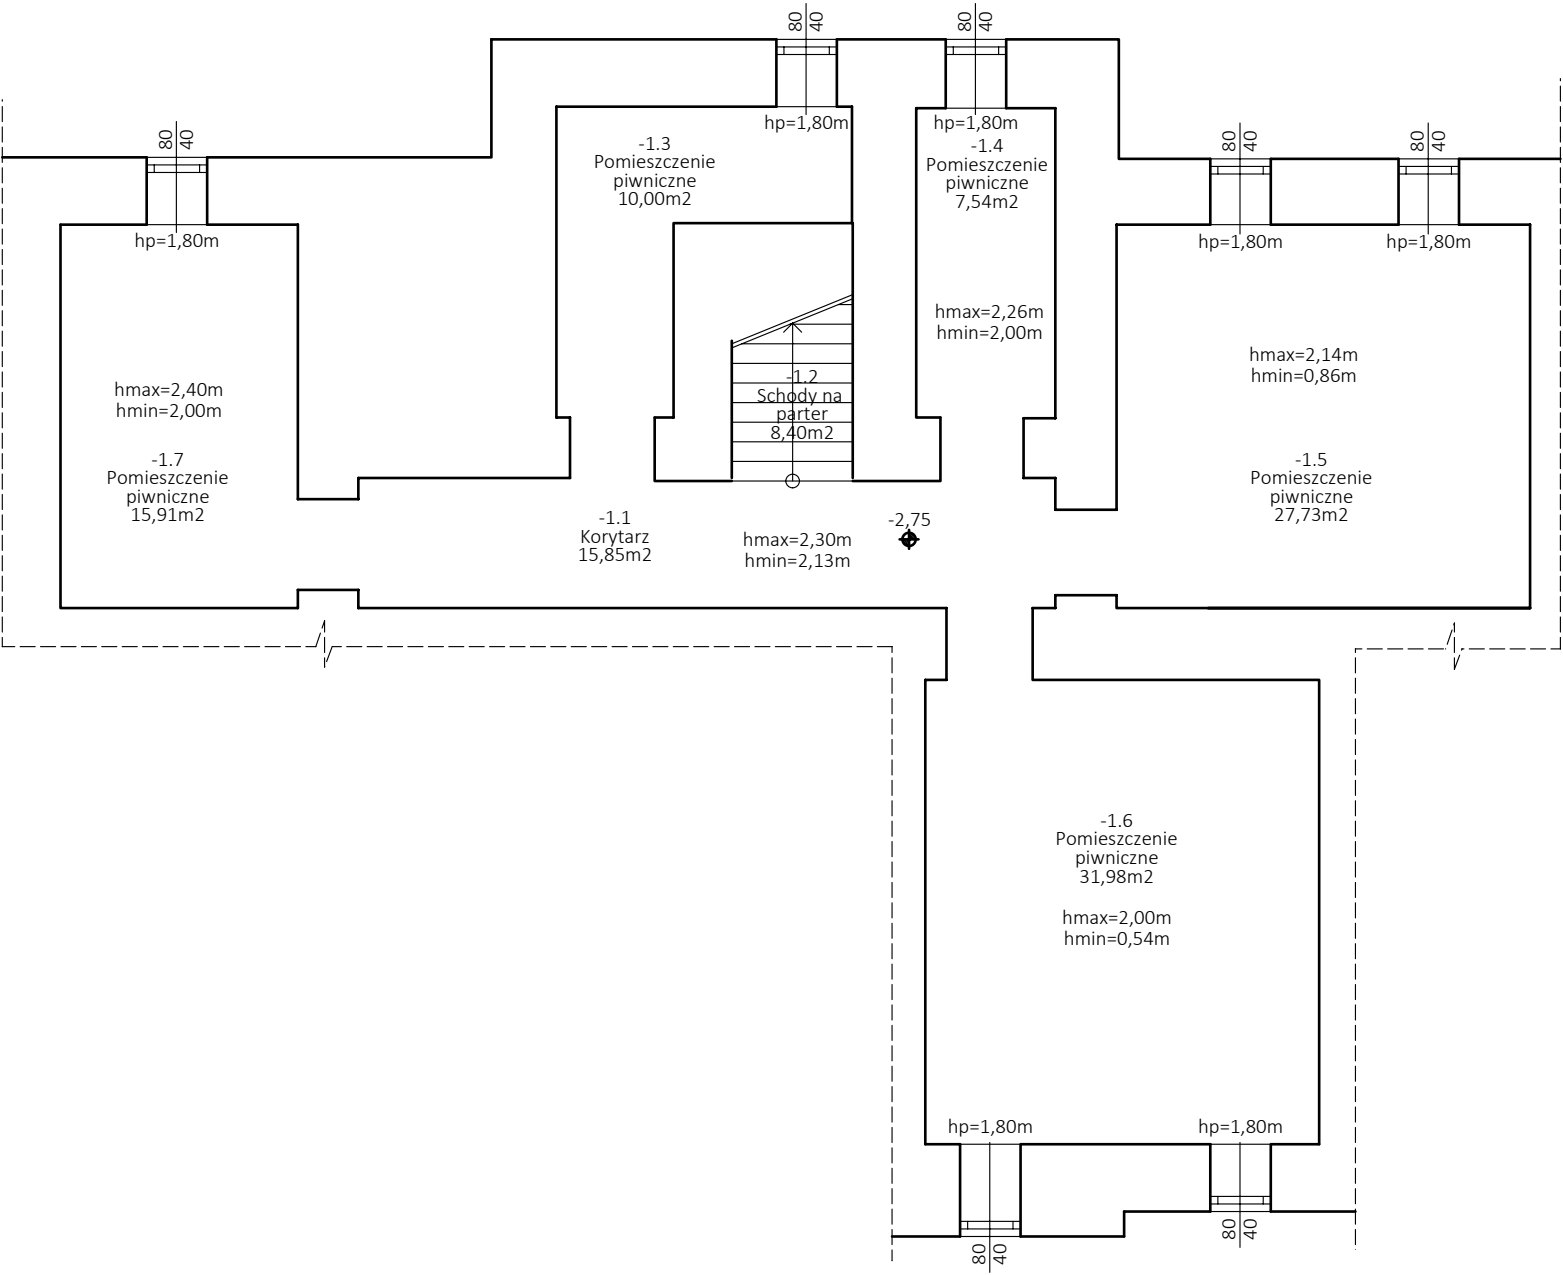 80
40
80
40
hp=1,80m
hp=1,80m
80
40
80
40
80
40
-1.3
Pomieszczenie
piwniczne
10,00m2
-1.4
Pomieszczenie
piwniczne
7,54m2
hp=1,80m
hp=1,80m
hp=1,80m
hmax=2,26m
hmin=2,00m
hmax=2,14m
hmin=0,86m
hmax=2,40m
hmin=2,00m
-1.2
Schody na
parter
8,40m2
-1.7
Pomieszczenie
piwniczne
15,91m2
-1.5
Pomieszczenie
piwniczne
27,73m2
-1.1
Korytarz
15,85m2
hmax=2,30m
hmin=2,13m
-2,75
-1.6
Pomieszczenie
piwniczne
31,98m2
hmax=2,00m
hmin=0,54m
hp=1,80m
hp=1,80m
80
40
80
40